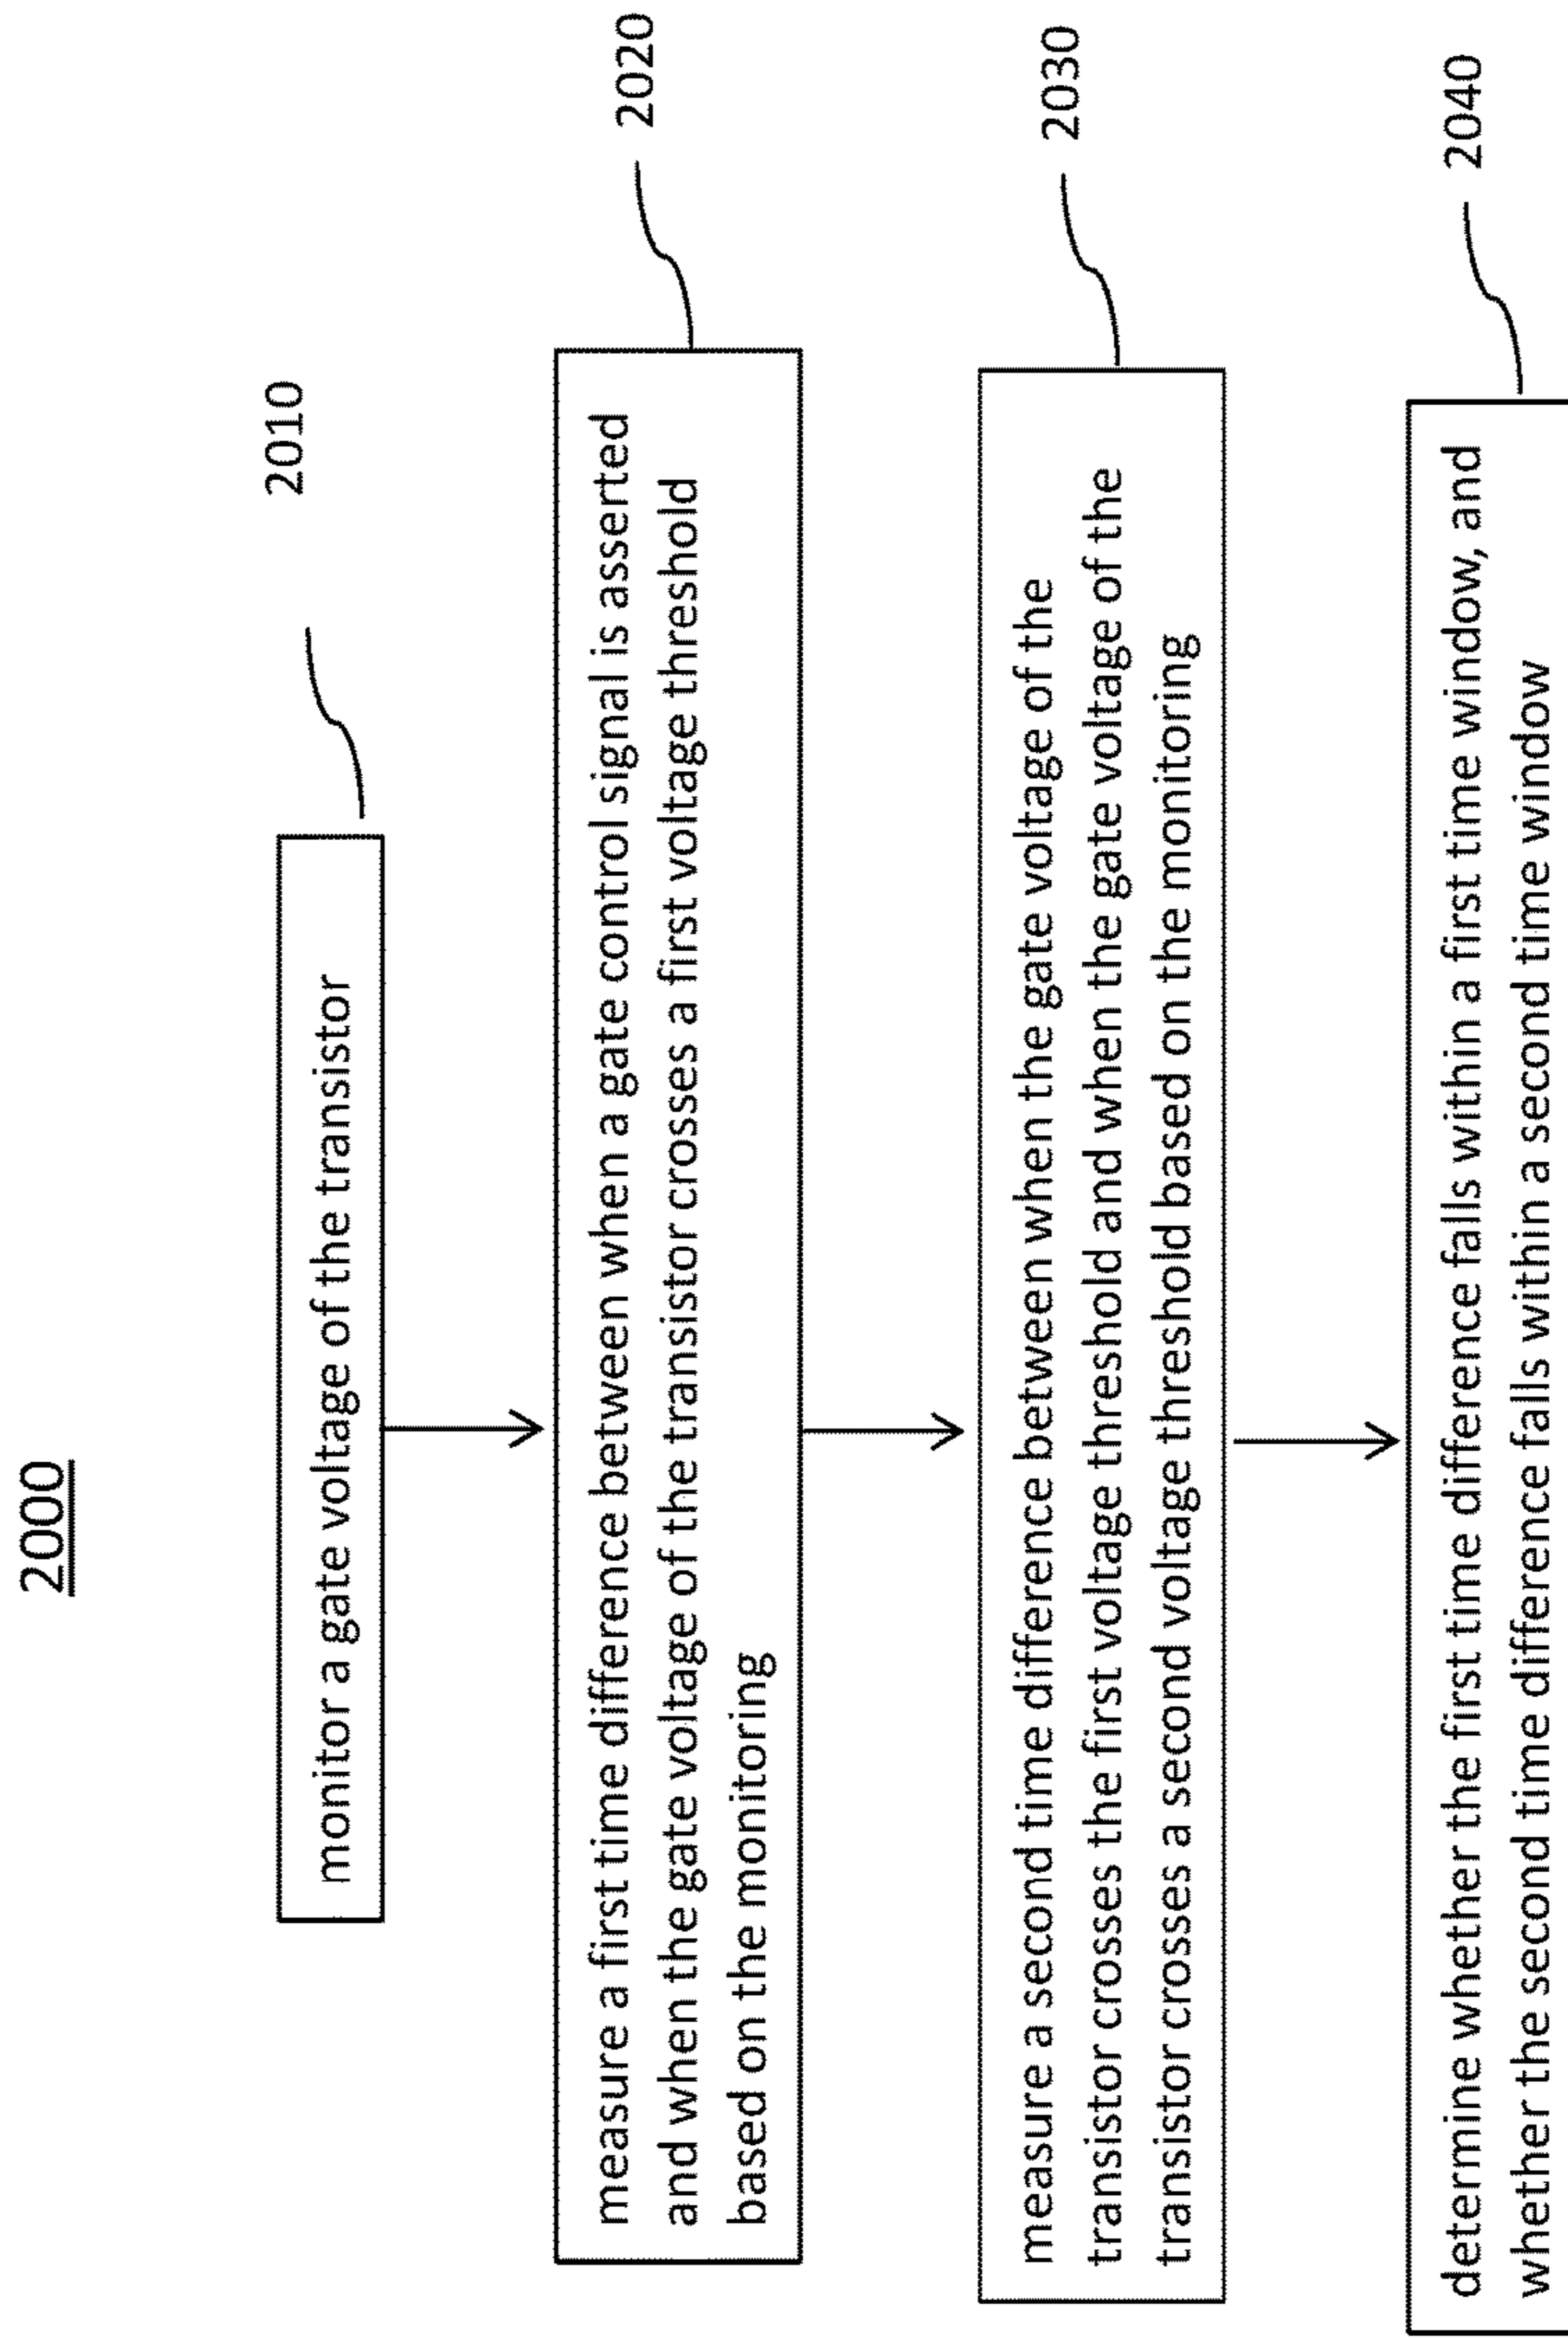 2000
2010
monitor a gate voltage of the transistor
2020
measure a first time difference between when a gate control signal is asserted
and when the gate voltage of the transistor crosses a first voltage threshold
based on the monitoring
2030
measure a second time difference between when the gate voltage of the
transistor crosses the first voltage threshold and when the gate voltage of the
transistor crosses a second voltage threshold based on the monitoring
2040
determine whether the first time difference falls within a first time window, and
whether the second time difference falls within a second time window